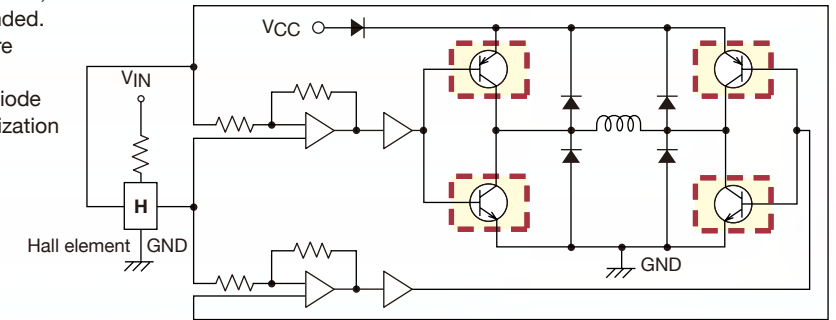 nded.
re
iode
ization
VCC
VIN
H
Hall element
GND
GND